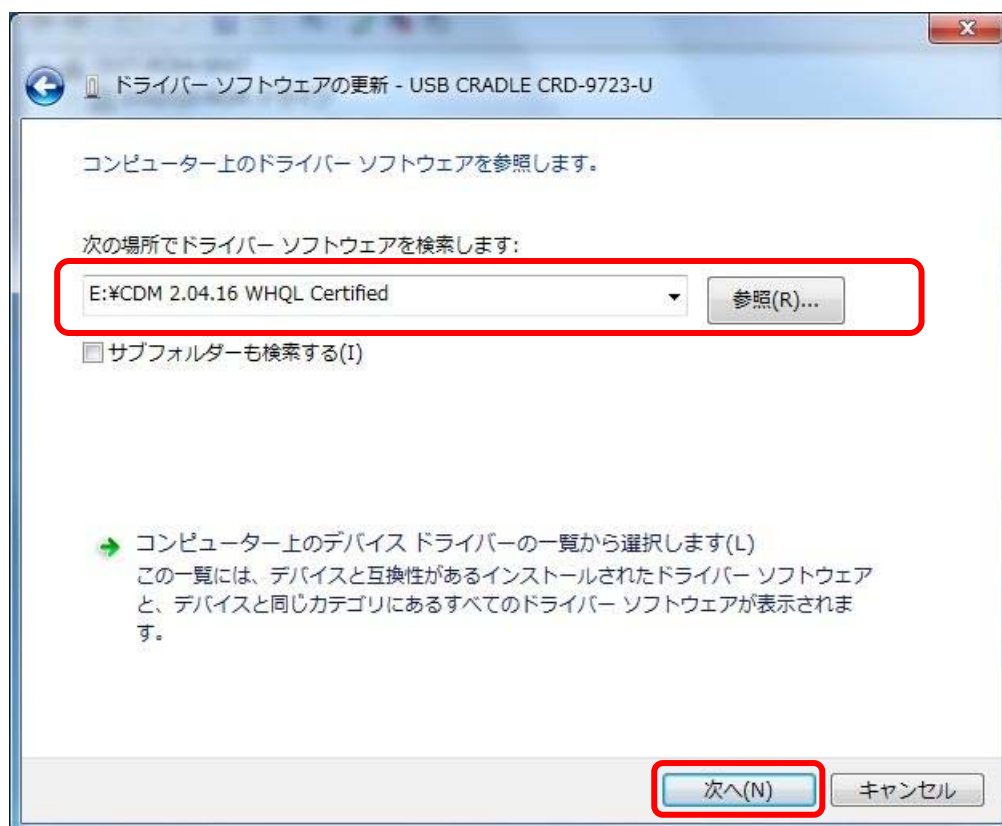 ドライバー ソフトウェアの更新 - USB CRADLE CRD-9723-U
コンピューター上のドライバー ソフトウェアを参照します。
次の場所でドライバー ソフトウェアを検索します:
E:¥CDM 2.04.16 WHQL Certified
参照(R)...
サブフォルダーも検索する(I)
コンピューター上のデバイス ドライバーの一覧から選択します(L)
この一覧には、デバイスと互換性があるインストールされたドライバー ソフトウェア
と、デバイスと同じカテゴリにあるすべてのドライバー ソフトウェアが表示されま
す。
次へ(N)
キャンセル